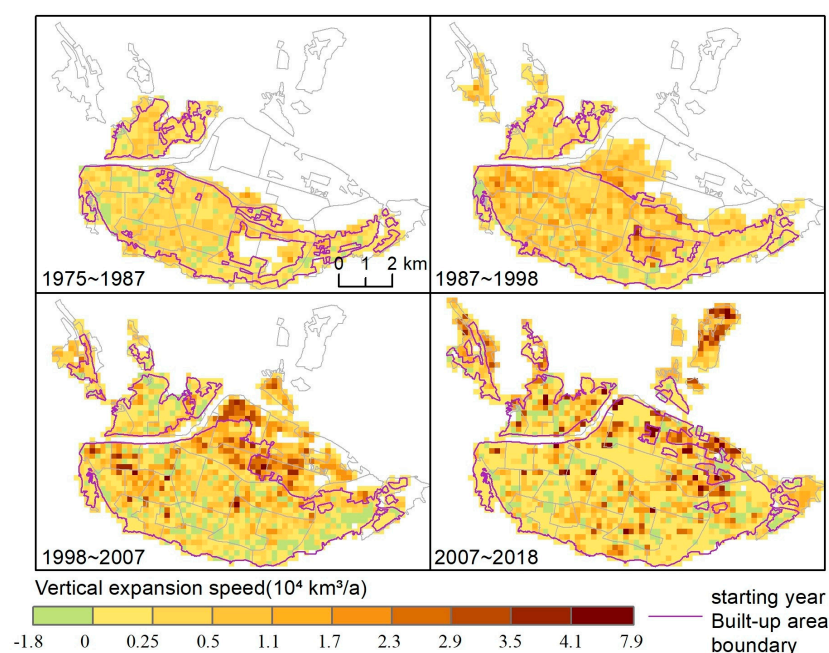 1975~1987
0 1 2 km
1987~1998
1998~2007
2007~2018
Vertical expansion speed(10⁴ km³/a)
-1.8 0 0.25 0.5 1.1 1.7 2.3 2.9 3.5 4.1 7.9
starting year
Built-up area
boundary